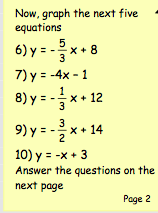 Now, graph the next five
equations
6) y = -5/3 x + 8
7) y = -4x - 1
8) y = -1/3 x + 12
9) y = -3/2 x + 14
10) y = -x + 3
Answer the questions on the
next page
Page 2